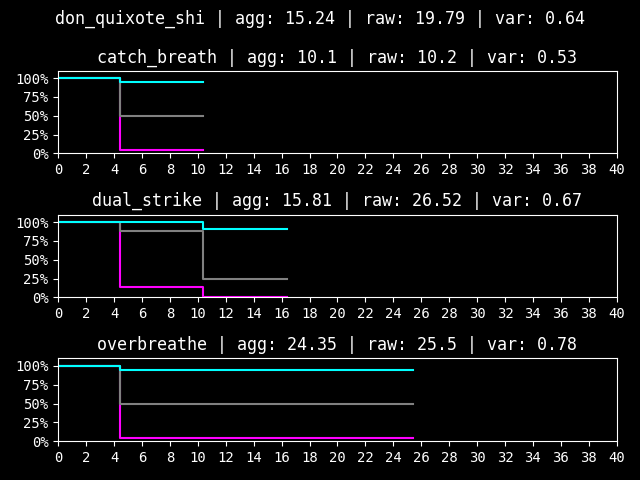 don_quixote_shi | agg: 15.24 | raw: 19.79 | var: 0.64
catch_breath | agg: 10.1 | raw: 10.2 | var: 0.53
100%
75%
50%
25%
0%
0 2 4 6 8 10 12 14 16 18 20 22 24 26 28 30 32 34 36 38 40
dual_strike | agg: 15.81 | raw: 26.52 | var: 0.67
100%
75%
50%
25%
0%
0 2 4 6 8 10 12 14 16 18 20 22 24 26 28 30 32 34 36 38 40
overbreathe | agg: 24.35 | raw: 25.5 | var: 0.78
100%
75%
50%
25%
0%
0 2 4 6 8 10 12 14 16 18 20 22 24 26 28 30 32 34 36 38 40